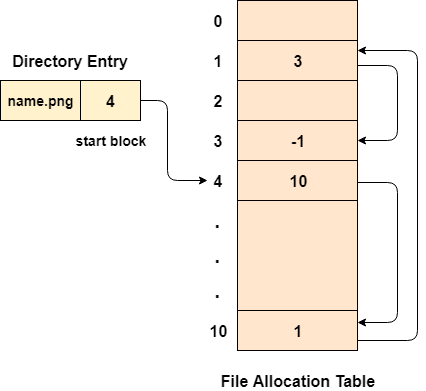 0
Directory Entry
1 3
name.png 4
2
start block
3 -1
4 10
.
.
.
10 1
File Allocation Table